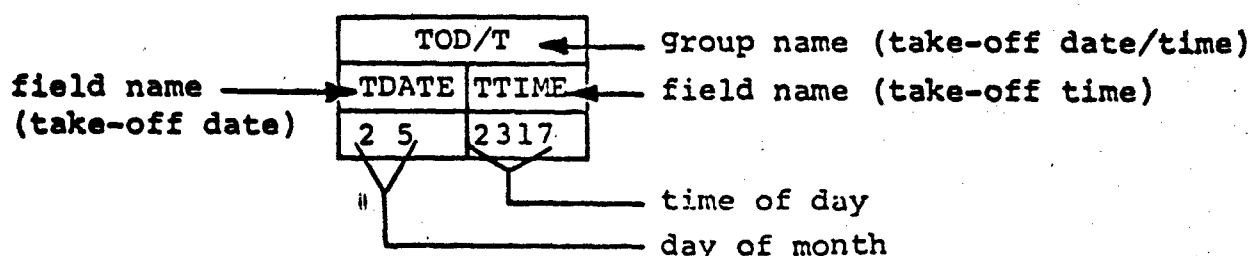 TOD/T group name (take-off date/time)
field name TDATE TTIME field name (take-off time)
(take-off date)
2 5 2317
time of day
day of month